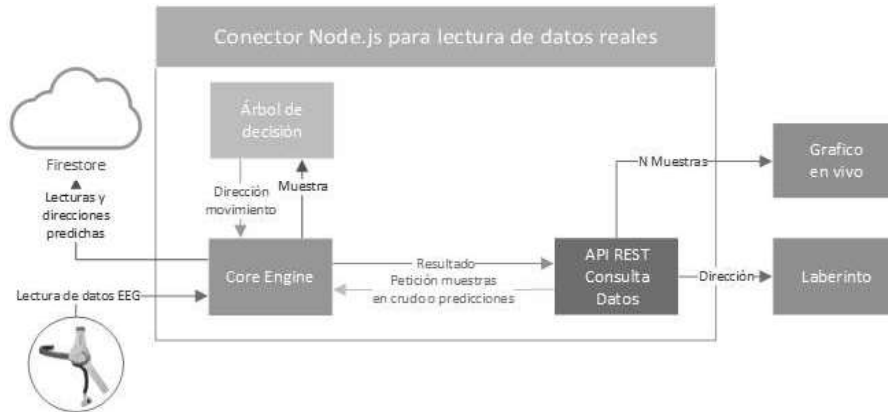 Conector Node.js para lectura de datos reales
Árbol de
decisión
Firestore
Lecturas y
direcciones
predichas
Dirección
movimiento
Muestra
N Muestras
Grafico
en vivo
Core Engine
Resultado
Petición muestras
en crudo o predicciones
API REST
Consulta
Datos
Dirección
Laberinto
Lectura de datos EEG